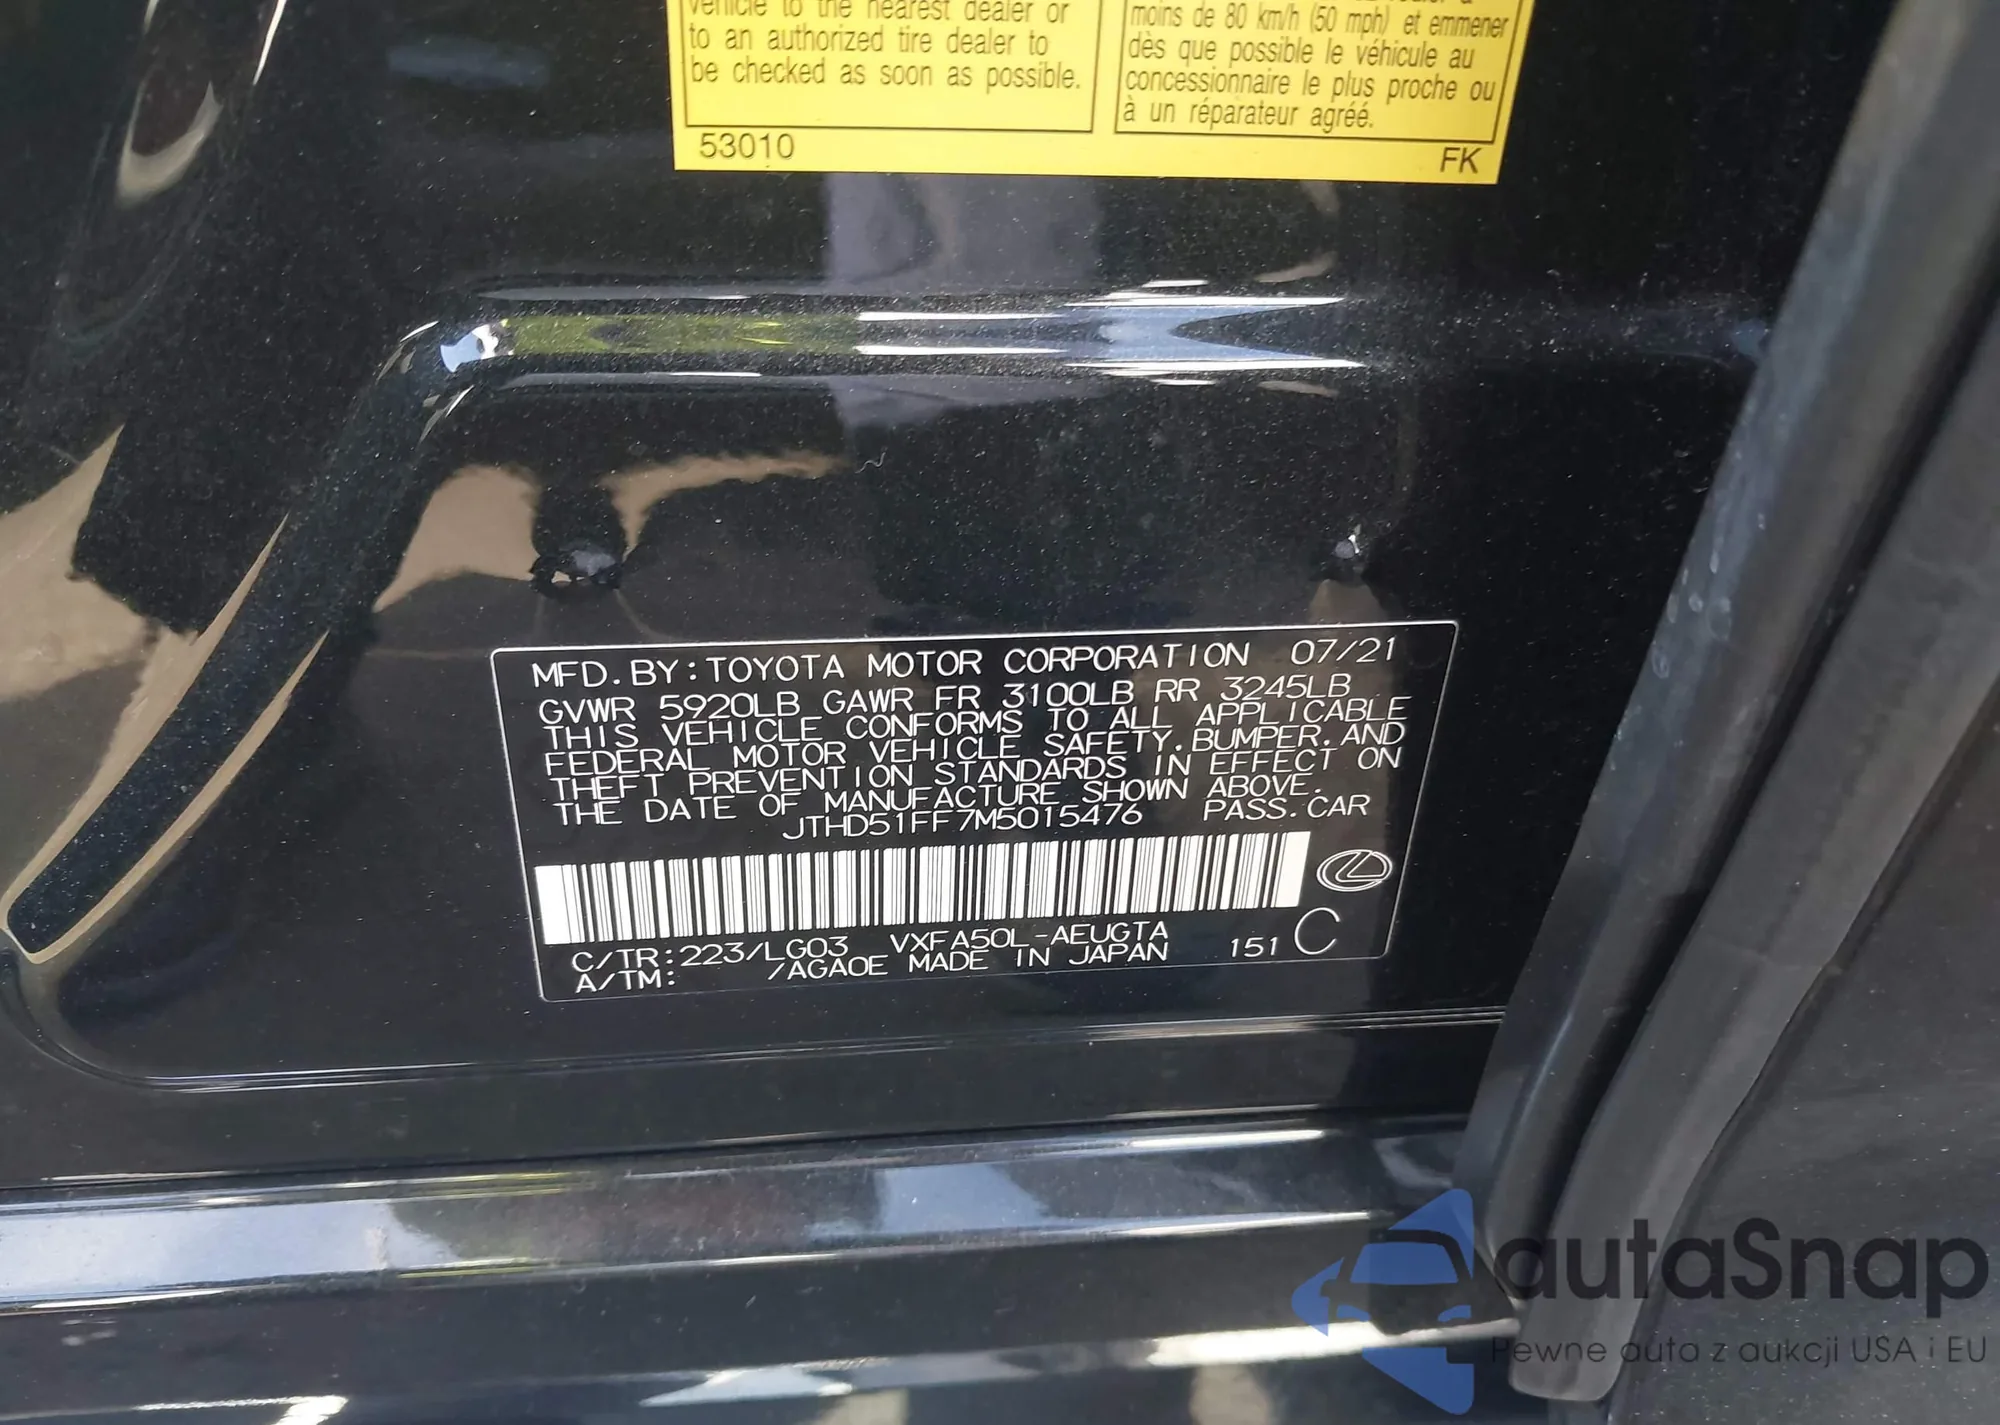 vehicle to the nearest dealer or
to an authorized tire dealer to
be checked as soon as possible.
moins de 80 km/h (50 mph) et emmener
dès que possible le véhicule au
concessionnaire le plus proche ou
à un réparateur agréé.
53010
FK
MFD. BY: TOYOTA MOTOR CORPORATION 07/21
GVWR 5920LB GAWR FR 3100LB RR 3245LB
THIS VEHICLE CONFORMS TO ALL APPLICABLE
FEDERAL MOTOR VEHICLE SAFETY, BUMPER, AND
THEFT PREVENTION STANDARDS IN EFFECT ON
THE DATE OF MANUFACTURE SHOWN ABOVE.
JTHD51FF7M5015476 PASS. CAR
C/TR: 223/LG03 VXFA50L-AEUGTA
A/TM: /AGA0E MADE IN JAPAN 151 C
autoSnap
Pewne auta z aukcji USA i EU